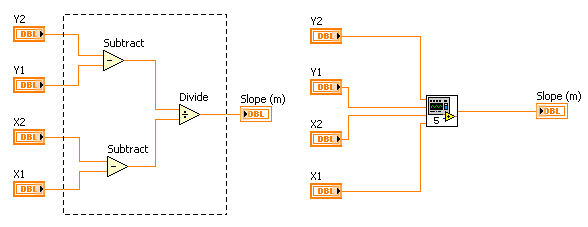 Y2
DBL
Subtract
Y1
DBL
Divide
Slope (m)
DBL
X2
DBL
Subtract
X1
DBL
Y2
DBL
Y1
DBL
5
Slope (m)
DBL
X2
DBL
X1
DBL